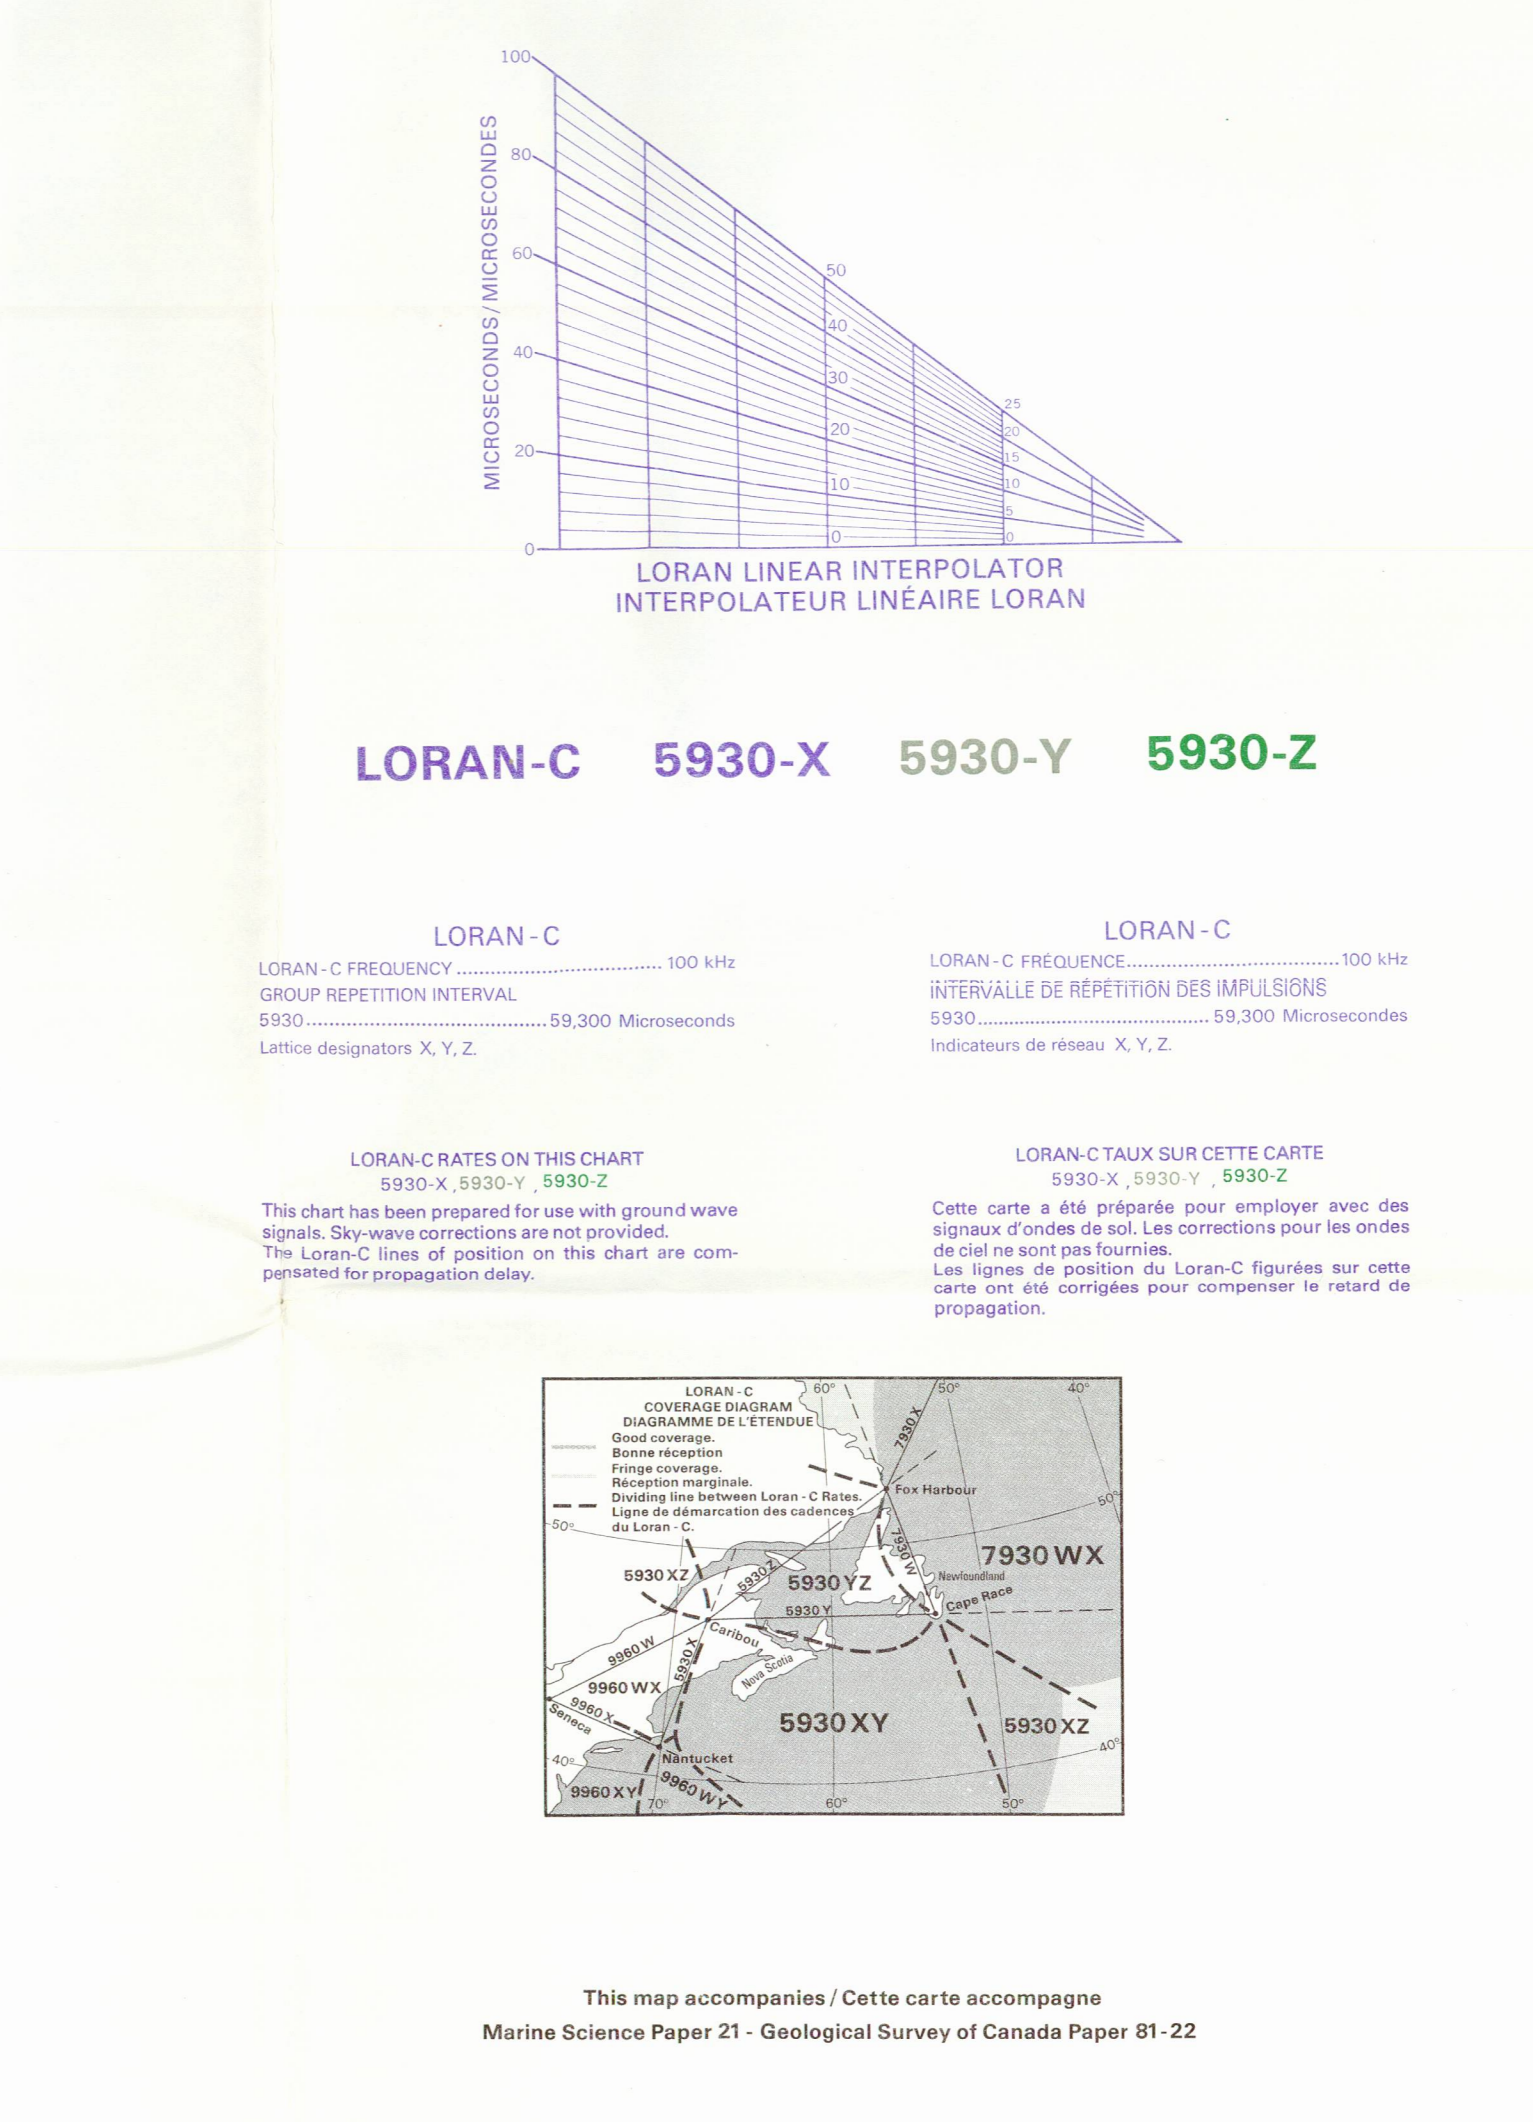 100
80
60
40
20
0
MICROSECONDS/MICROSECONDES
50
40
30
20
10
0
25
20
15
10
5
0
LORAN LINEAR INTERPOLATOR
INTERPOLATEUR LINÉAIRE LORAN
LORAN-C 5930-X 5930-Y 5930-Z
LORAN-C
LORAN-C FREQUENCY .................................... 100 kHz
GROUP REPETITION INTERVAL
5930.......................................... 59,300 Microseconds
Lattice designators X, Y, Z.
LORAN-C
LORAN-C FRÉQUENCE..................................... 100 kHz
INTERVALLE DE RÉPÉTITION DES IMPULSIONS
5930........................................ 59,300 Microsecondes
Indicateurs de réseau X, Y, Z.
LORAN-C RATES ON THIS CHART
5930-X , 5930-Y , 5930-Z
This chart has been prepared for use with ground wave
signals. Sky-wave corrections are not provided.
The Loran-C lines of position on this chart are com-
pensated for propagation delay.
LORAN-C TAUX SUR CETTE CARTE
5930-X , 5930-Y , 5930-Z
Cette carte a été préparée pour employer avec des
signaux d'ondes de sol. Les corrections pour les ondes
de ciel ne sont pas fournies.
Les lignes de position du Loran-C figurées sur cette
carte ont été corrigées pour compenser le retard de
propagation.
LORAN-C
COVERAGE DIAGRAM
DIAGRAMME DE L'ÉTENDUE
Good coverage.
Bonne réception
Fringe coverage.
Réception marginale.
Dividing line between Loran-C Rates.
Ligne de démarcation des cadences
du Loran-C.
60°
50°
40°
7930 X
Fox Harbour
50°
50°
7930 W
7930 WX
5930 XZ
5930 Z
5930 YZ
Newfoundland
5930 Y
Cape Race
Caribou
9960 W
5930 X
Nova Scotia
9960 WX
9960 X
Seneca
5930 XY
5930 XZ
40°
Nantucket
40°
9960 XY
9960 WY
70°
60°
50°
This map accompanies / Cette carte accompagne
Marine Science Paper 21 - Geological Survey of Canada Paper 81-22